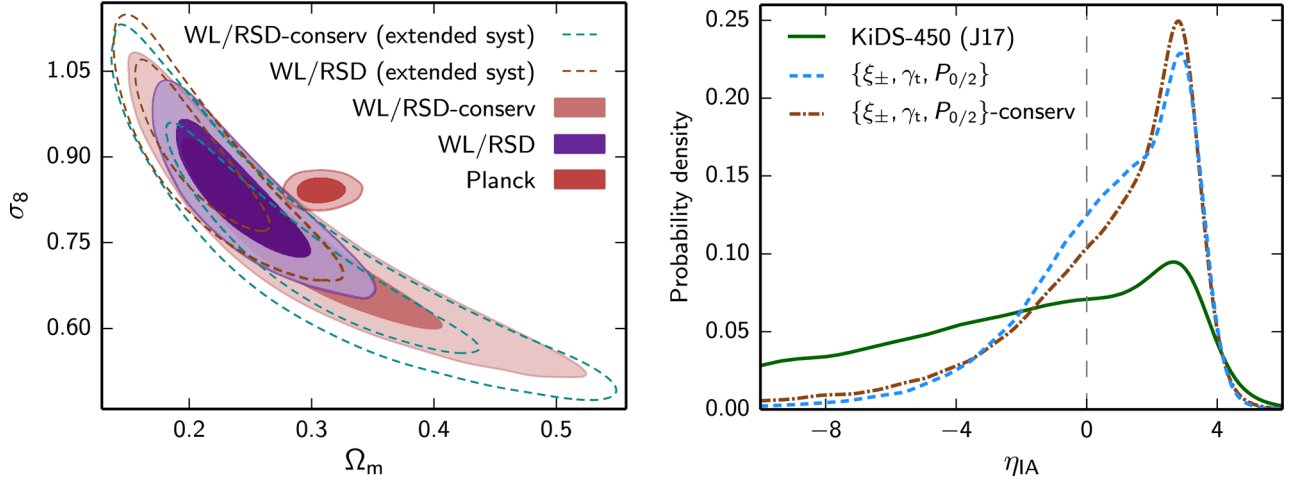 WL/RSD-conserv (extended syst)
WL/RSD (extended syst)
WL/RSD-conserv
WL/RSD
Planck
1.05
0.90
0.75
0.60
σ8
0.2
0.3
0.4
0.5
Ωm
KiDS-450 (J17)
{ξ±, γt, P0/2}
{ξ±, γt, P0/2}-conserv
0.25
0.20
0.15
0.10
0.05
0.00
Probability density
−8
−4
0
4
ηIA